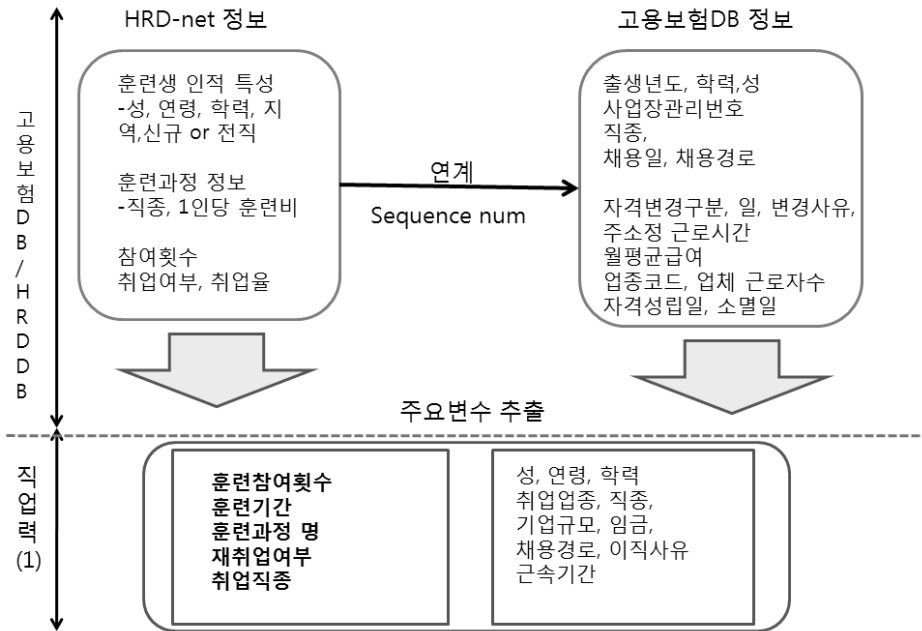 HRD-net 정보
고용보험DB 정보
고용보험DB/HRDDB
훈련생 인적 특성
-성, 연령, 학력, 지
역,신규 or 전직
훈련과정 정보
-직종, 1인당 훈련비
참여횟수
취업여부, 취업율
연계
Sequence num
출생년도, 학력,성
사업장관리번호
직종,
채용일, 채용경로
자격변경구분, 일, 변경사유,
주소정 근로시간
월평균급여
업종코드, 업체 근로자수
자격성립일, 소멸일
주요변수 추출
직업력
(1)
훈련참여횟수
훈련기간
훈련과정 명
재취업여부
취업직종
성, 연령, 학력
취업업종, 직종,
기업규모, 임금,
채용경로, 이직사유
근속기간